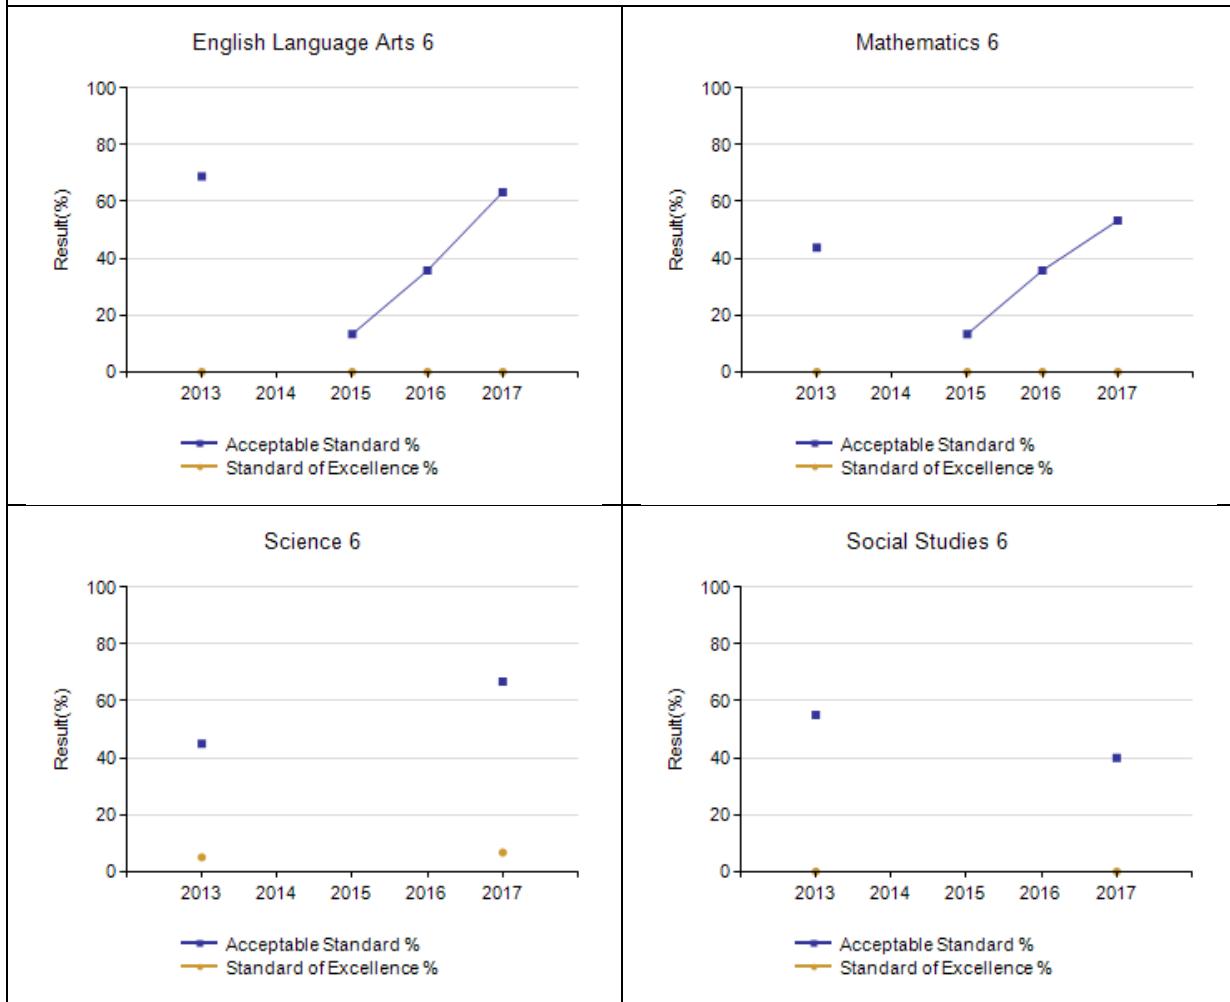 English Language Arts 6
100
80
60
40
20
0
Result(%)
2013 2014 2015 2016 2017
Acceptable Standard %
Standard of Excellence %
Mathematics 6
100
80
60
40
20
0
Result(%)
2013 2014 2015 2016 2017
Acceptable Standard %
Standard of Excellence %
Science 6
100
80
60
40
20
0
Result(%)
2013 2014 2015 2016 2017
Acceptable Standard %
Standard of Excellence %
Social Studies 6
100
80
60
40
20
0
Result(%)
2013 2014 2015 2016 2017
Acceptable Standard %
Standard of Excellence %